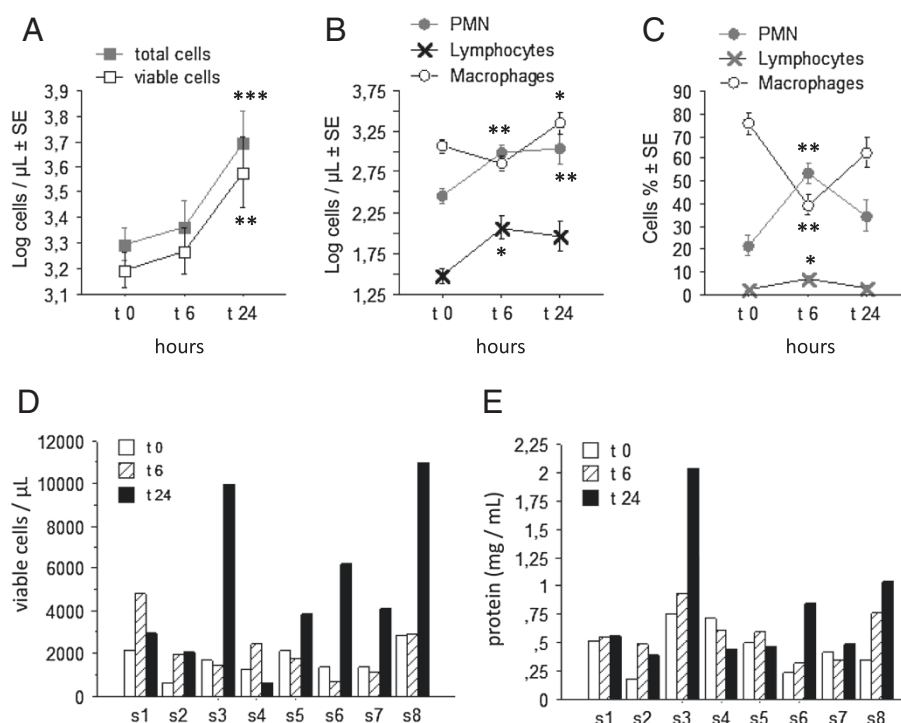 A
total cells
viable cells
Log cells / µL ± SE
3,9
3,8
3,7
3,6
3,5
3,4
3,3
3,2
3,1
***
**
t 0
t 6
t 24
hours
B
PMN
Lymphocytes
Macrophages
Log cells / µL ± SE
3,75
3,25
2,75
2,25
1,75
1,25
**
*
**
*
t 0
t 6
t 24
hours
C
PMN
Lymphocytes
Macrophages
Cells % ± SE
90
80
70
60
50
40
30
20
10
0
**
**
*
t 0
t 6
t 24
hours
D
t 0
t 6
t 24
viable cells / µL
12000
10000
8000
6000
4000
2000
0
s1 s2 s3 s4 s5 s6 s7 s8
E
t 0
t 6
t 24
protein (mg / mL)
2,25
2
1,75
1,5
1,25
1
,75
,5
,25
0
s1 s2 s3 s4 s5 s6 s7 s8